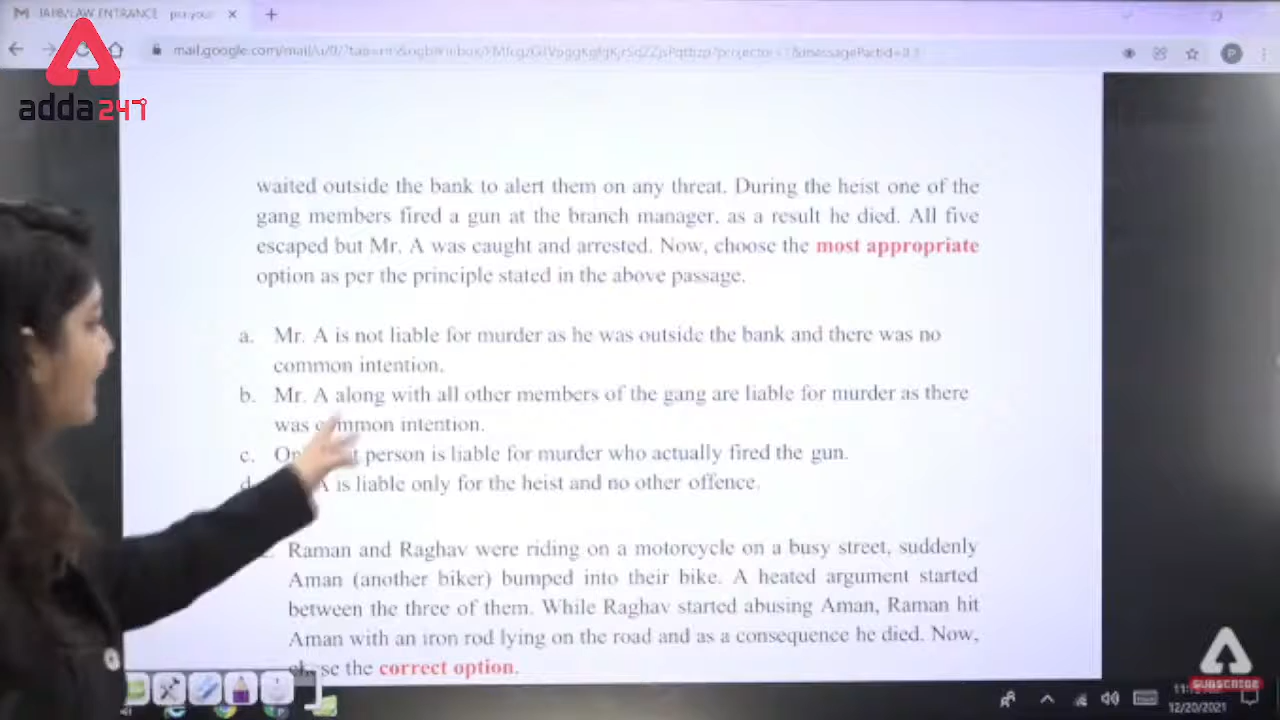 JAIIB/LAW ENTRANCE
adda247
waited outside the bank to alert them on any threat. During the heist one of the
gang members fired a gun at the branch manager, as a result he died. All five
escaped but Mr. A was caught and arrested. Now, choose the most appropriate
option as per the principle stated in the above passage.
a. Mr. A is not liable for murder as he was outside the bank and there was no
common intention.
b. Mr. A along with all other members of the gang are liable for murder as there
was common intention.
c. person is liable for murder who actually fired the gun.
d. A is liable only for the heist and no other offence.
Raman and Raghav were riding on a motorcycle on a busy street, suddenly
Aman (another biker) bumped into their bike. A heated argument started
between the three of them. While Raghav started abusing Aman, Raman hit
Aman with an iron rod lying on the road and as a consequence he died. Now,
the correct option.
SUBSCRIBE
12/20/2021